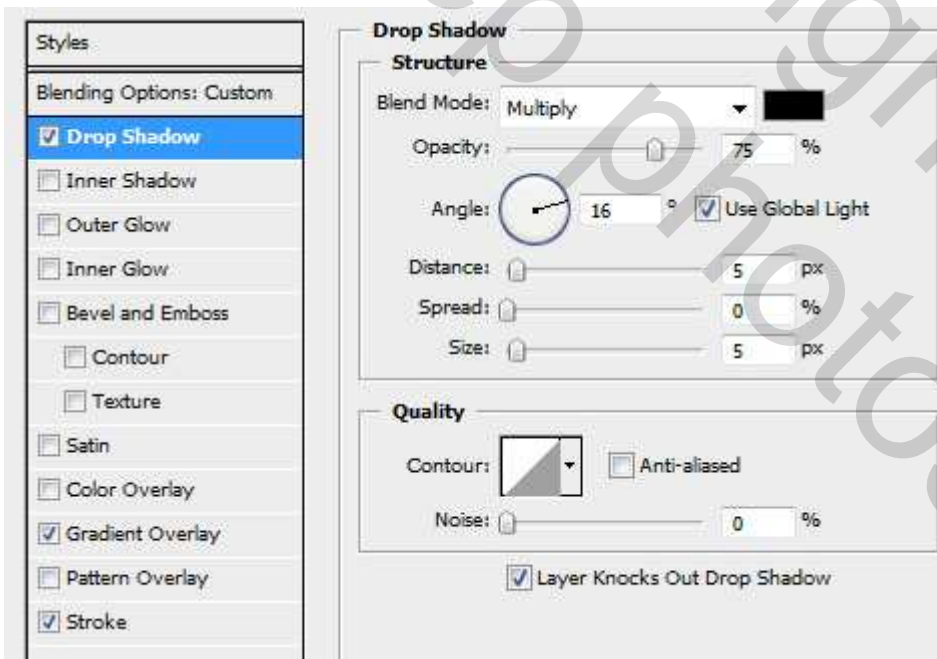 Styles
Blending Options: Custom
Drop Shadow
Inner Shadow
Outer Glow
Inner Glow
Bevel and Emboss
Contour
Texture
Satin
Color Overlay
Gradient Overlay
Pattern Overlay
Stroke
Drop Shadow
Structure
Blend Mode: Multiply
Opacity: 75 %
Angle: 16 ° Use Global Light
Distance: 5 px
Spread: 0 %
Size: 5 px
Quality
Contour: Anti-aliased
Noise: 0 %
Layer Knocks Out Drop Shadow